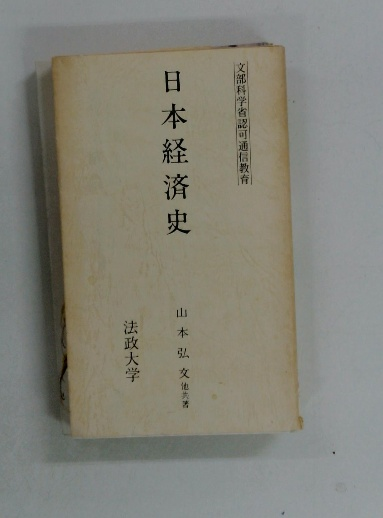 文部科学省認可通信教育
日本経済史
山本弘文他共著
法政大学